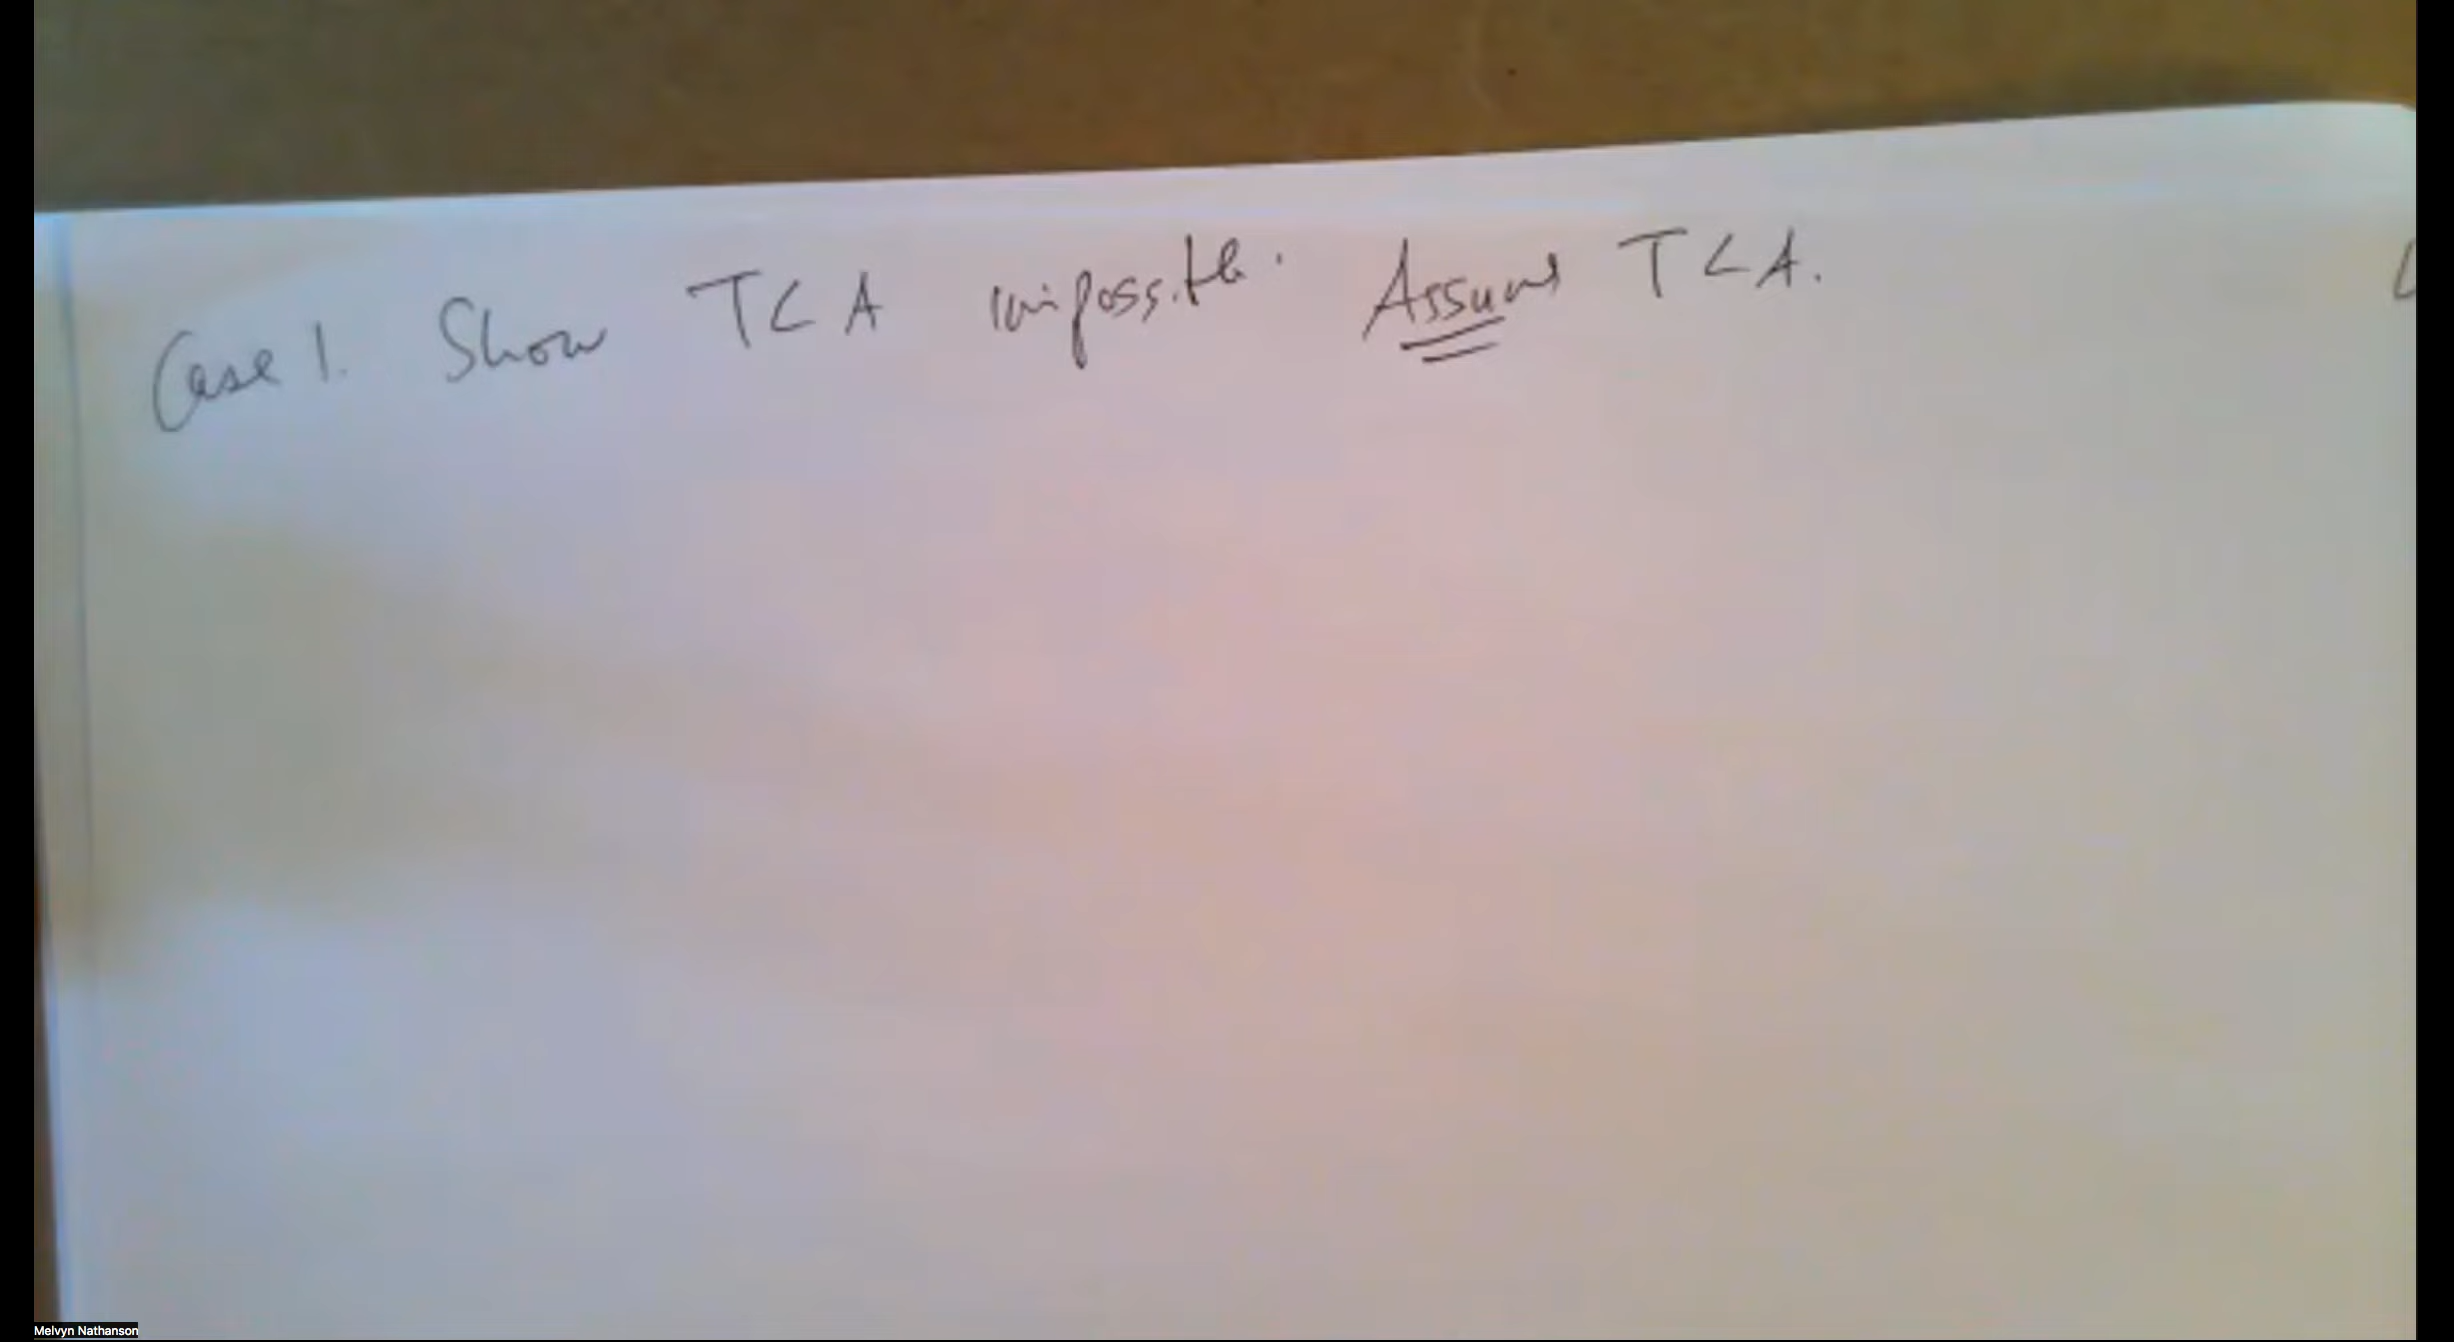 Case 1. Show T < A impossible. Assume T < A.
Melvyn Nathanson